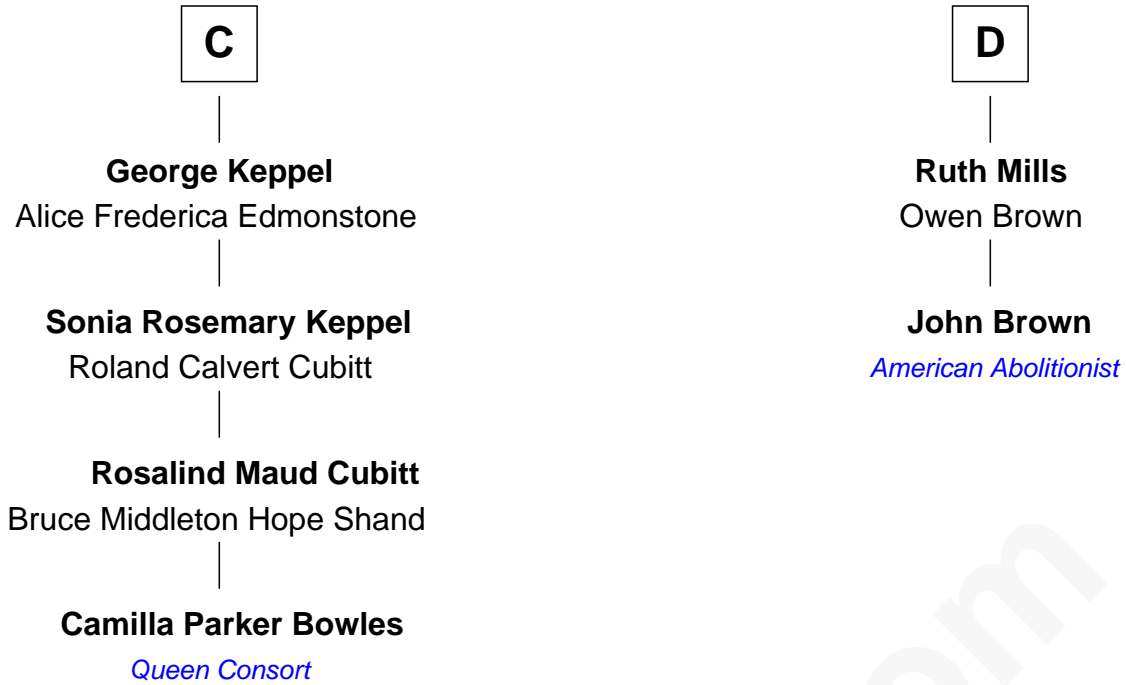 C
George Keppel
Alice Frederica Edmonstone
Sonia Rosemary Keppel
Roland Calvert Cubitt
Rosalind Maud Cubitt
Bruce Middleton Hope Shand
Camilla Parker Bowles
Queen Consort
D
Ruth Mills
Owen Brown
John Brown
American Abolitionist
om